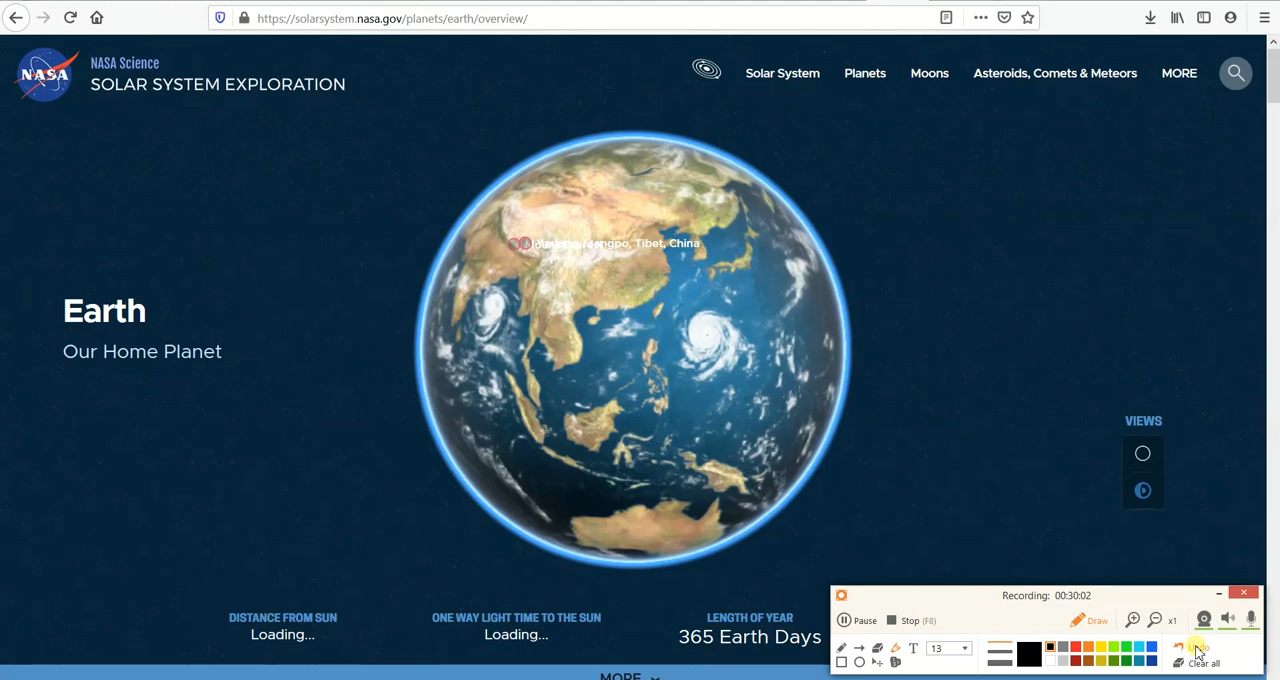 https://solarsystem.nasa.gov/planets/earth/overview/
NASA
NASA Science
SOLAR SYSTEM EXPLORATION
Solar System
Planets
Moons
Asteroids, Comets & Meteors
MORE
Tibet, China
Earth
Our Home Planet
VIEWS
DISTANCE FROM SUN
Loading...
ONE WAY LIGHT TIME TO THE SUN
Loading...
LENGTH OF YEAR
365 Earth Days
MORE
Recording: 00:30:02
Pause
Stop (F8)
Draw
x1
T
13
Undo
Clear all